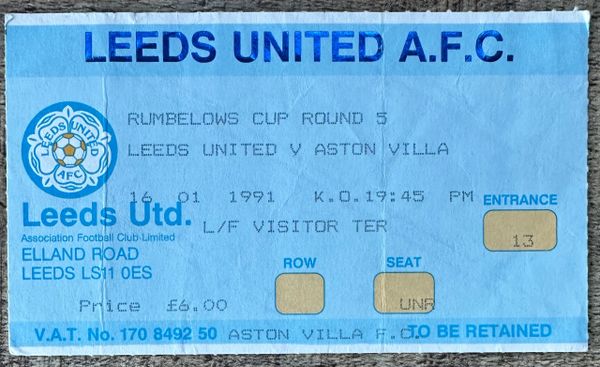 LEEDS UNITED A.F.C.
LEEDS UNITED
AFC
RUMBELOWS CUP ROUND 5
LEEDS UNITED V ASTON VILLA
16 01 1991 K.O.19:45 PM
Leeds Utd.
L/F VISITOR TER
ENTRANCE
13
Association Football Club Limited
ELLAND ROAD
LEEDS LS11 0ES
ROW
SEAT
UNR
Price £6.00
V.A.T. No. 170 8492 50 ASTON VILLA F.C. TO BE RETAINED